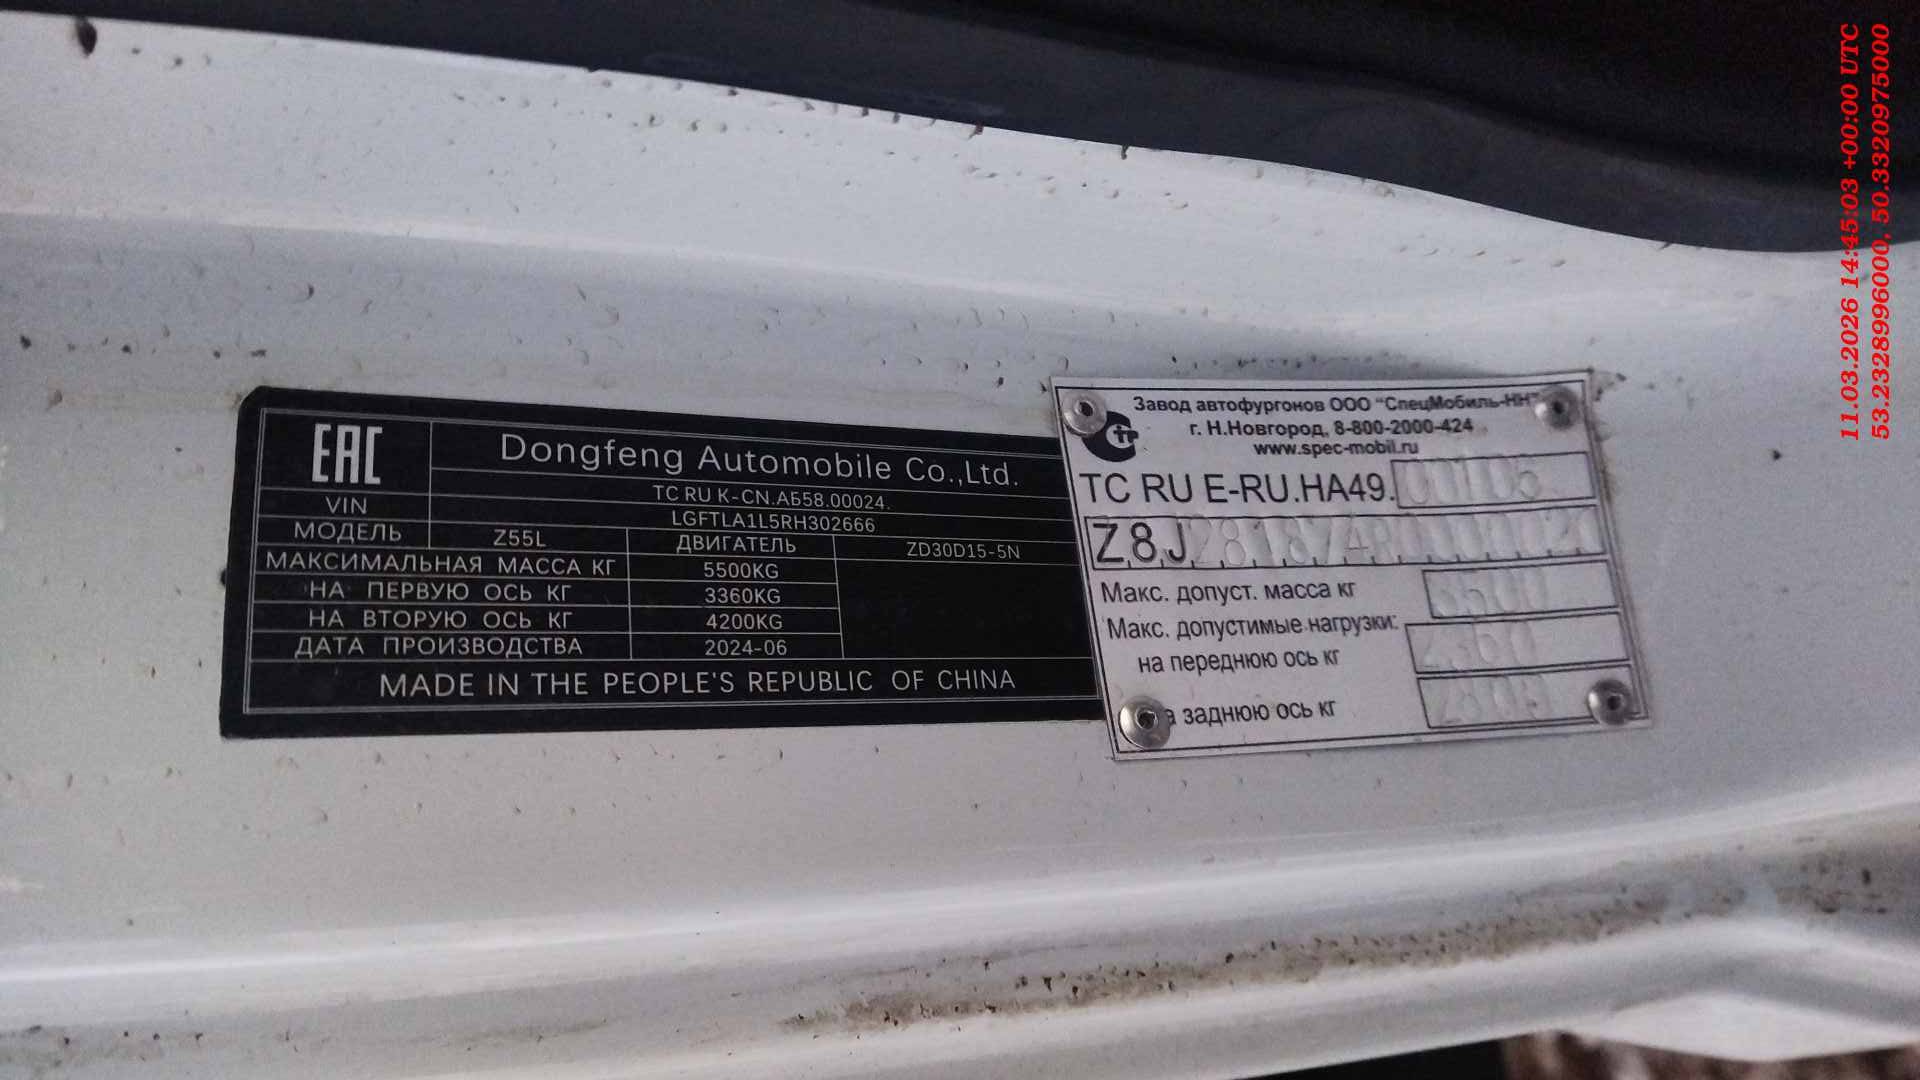 EAC
Dongfeng Automobile Co.,Ltd.
TC RU K-CN.АБ58.00024.
VIN LGFTLA1L5RH302666
МОДЕЛЬ Z55L ДВИГАТЕЛЬ ZD30D15-5N
МАКСИМАЛЬНАЯ МАССА КГ 5500KG
НА ПЕРВУЮ ОСЬ КГ 3360KG
НА ВТОРУЮ ОСЬ КГ 4200KG
ДАТА ПРОИЗВОДСТВА 2024-06
MADE IN THE PEOPLE'S REPUBLIC OF CHINA
Завод автофургонов ООО "СпецМобиль-НН"
г. Н.Новгород, 8-800-2000-424
www.spec-mobil.ru
TC RU E-RU.HA49.
Z8J
Макс. допуст. масса кг
Макс. допустимые нагрузки:
на переднюю ось кг
заднюю ось кг
11.03.2026 14:45:03 +00:00 UTC
53.2328996000, 50.3320975000